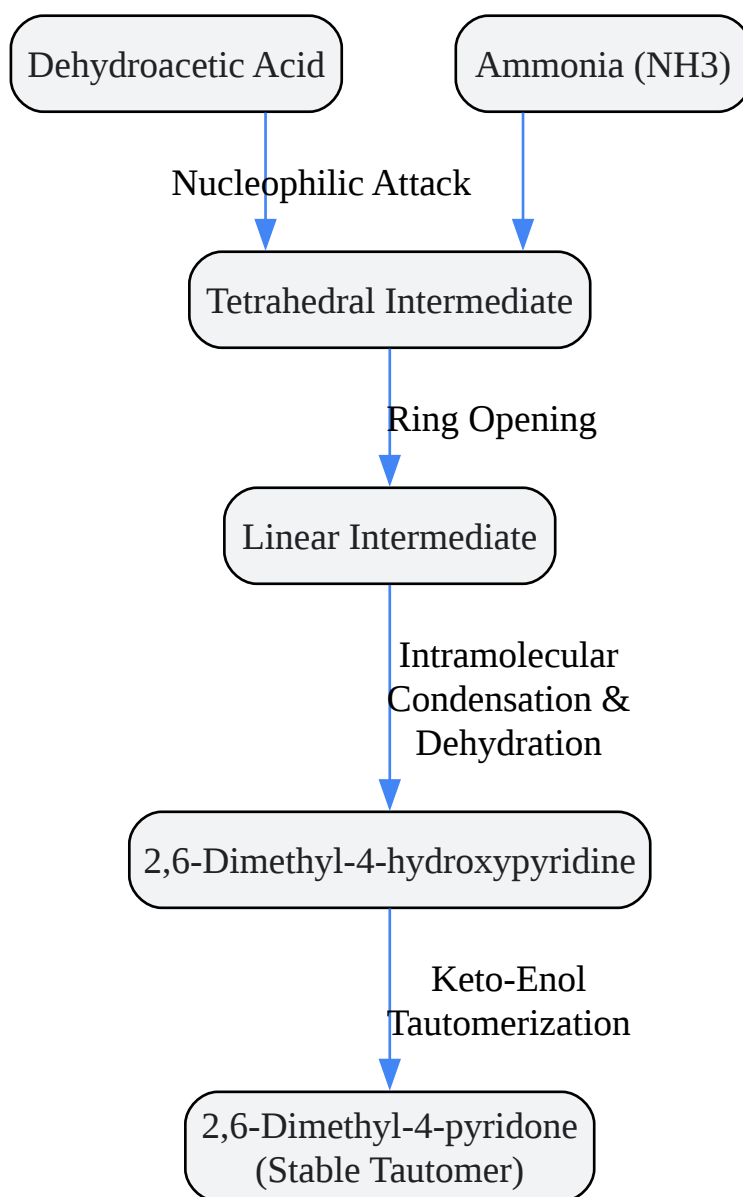 Dehydroacetic Acid
Ammonia (NH3)
Nucleophilic Attack
Tetrahedral Intermediate
Ring Opening
Linear Intermediate
Intramolecular
Condensation &
Dehydration
2,6-Dimethyl-4-hydroxypyridine
Keto-Enol
Tautomerization
2,6-Dimethyl-4-pyridone
(Stable Tautomer)